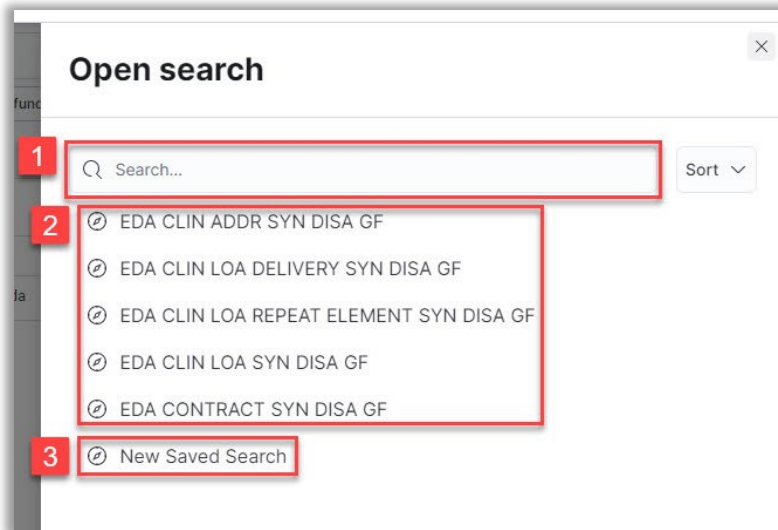 Open search
func
1
Search...
Sort
2
EDA CLIN ADDR SYN DISA GF
EDA CLIN LOA DELIVERY SYN DISA GF
da
EDA CLIN LOA REPEAT ELEMENT SYN DISA GF
EDA CLIN LOA SYN DISA GF
EDA CONTRACT SYN DISA GF
3
New Saved Search